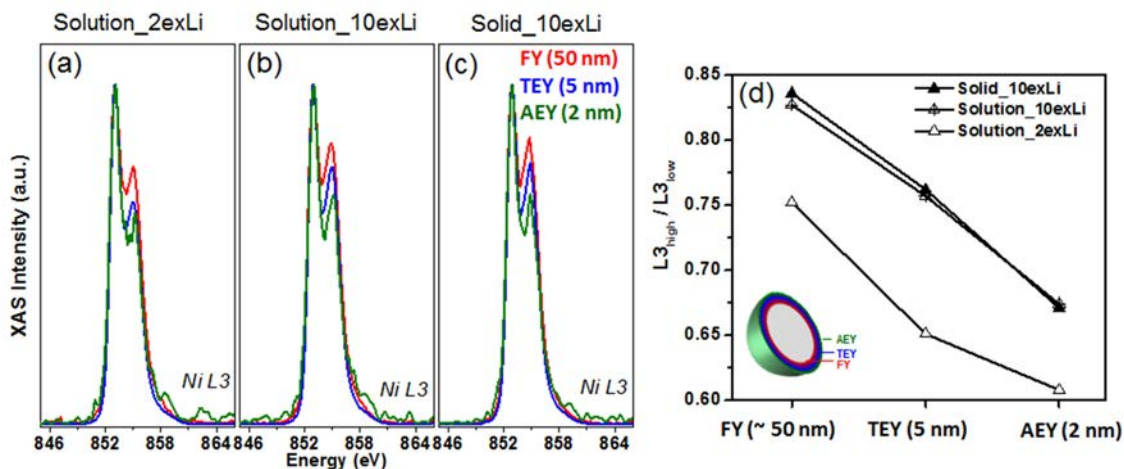 Solution_2exLi Solution_10exLi Solid_10exLi
(a) (b) (c) (d)
FY (50 nm)
TEY (5 nm)
AEY (2 nm)
XAS Intensity (a.u.)
Ni L3 Ni L3 Ni L3
846 852 858 846 852 858 846 852 858 864
Energy (eV)
Solid_10exLi
Solution_10exLi
Solution_2exLi
L3high / L3low
0.85
0.80
0.75
0.70
0.65
0.60
AEY
TEY
FY
FY (~ 50 nm) TEY (5 nm) AEY (2 nm)